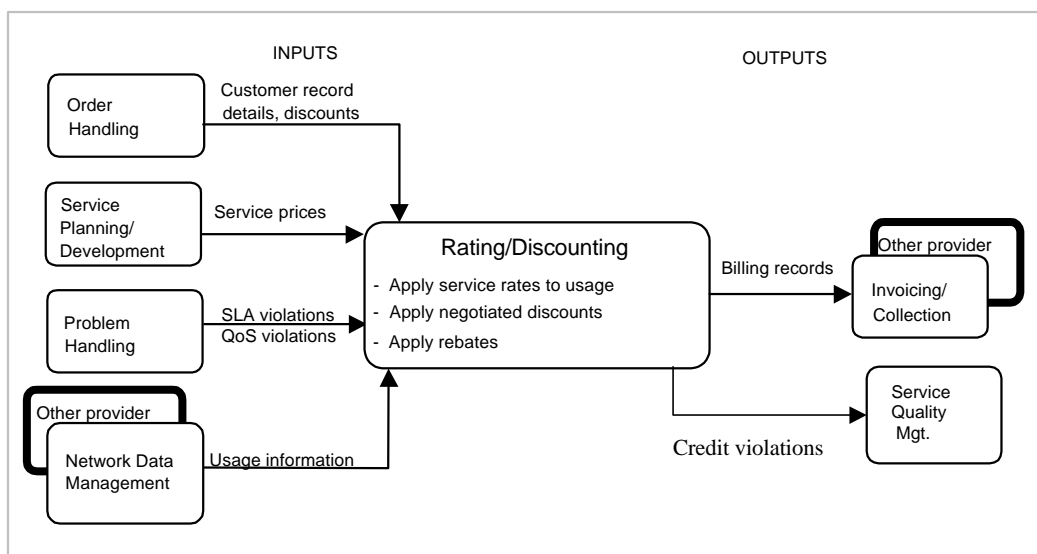 INPUTS
OUTPUTS
Order
Handling
Customer record
details, discounts
Service
Planning/
Development
Service prices
Problem
Handling
SLA violations
QoS violations
Other provider
Network Data
Management
Usage information
Rating/Discounting
- Apply service rates to usage
- Apply negotiated discounts
- Apply rebates
Billing records
Other provider
Invoicing/
Collection
Credit violations
Service
Quality
Mgt.